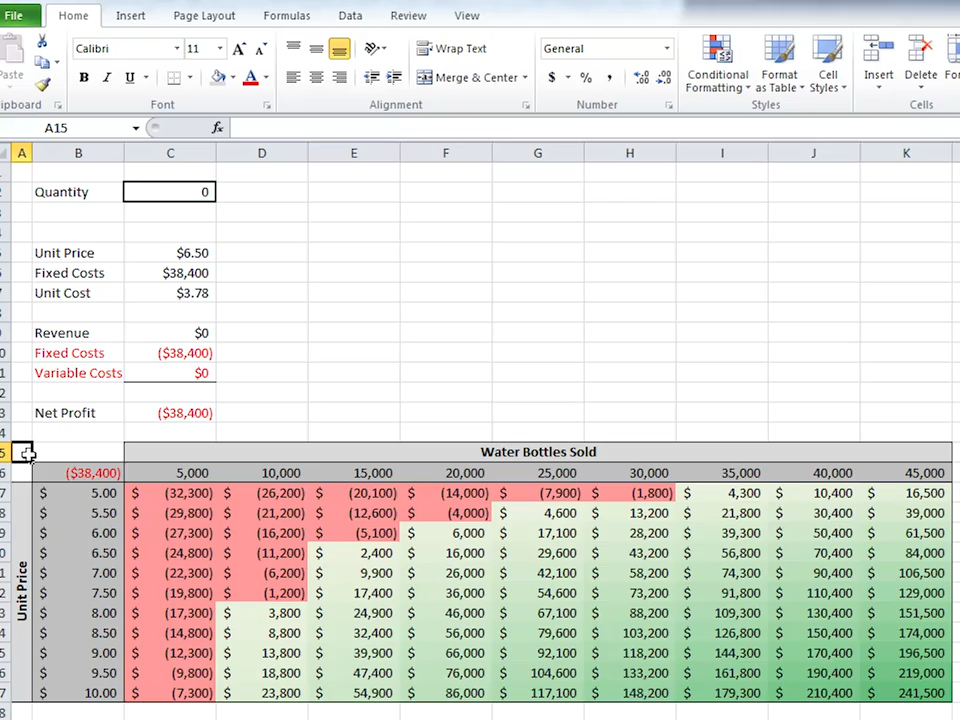 File Home Insert Page Layout Formulas Data Review View
Calibri 11 A A Wrap Text General
Paste B I U A Merge & Center $ % , .0 .00 .00 .0 Conditional Formatting Format as Table Cell Styles Insert Delete
lipboard Font Alignment Number Styles Cells
A15 fx
A B C D E F G H I J K
Quantity 0
Unit Price $6.50
Fixed Costs $38,400
Unit Cost $3.78
Revenue $0
Fixed Costs ($38,400)
Variable Costs $0
Net Profit ($38,400)
Water Bottles Sold
($38,400) 5,000 10,000 15,000 20,000 25,000 30,000 35,000 40,000 45,000
Unit Price
$ 5.00 $ (32,300) $ (26,200) $ (20,100) $ (14,000) $ (7,900) $ (1,800) $ 4,300 $ 10,400 $ 16,500
$ 5.50 $ (29,800) $ (21,200) $ (12,600) $ (4,000) $ 4,600 $ 13,200 $ 21,800 $ 30,400 $ 39,000
$ 6.00 $ (27,300) $ (16,200) $ (5,100) $ 6,000 $ 17,100 $ 28,200 $ 39,300 $ 50,400 $ 61,500
$ 6.50 $ (24,800) $ (11,200) $ 2,400 $ 16,000 $ 29,600 $ 43,200 $ 56,800 $ 70,400 $ 84,000
$ 7.00 $ (22,300) $ (6,200) $ 9,900 $ 26,000 $ 42,100 $ 58,200 $ 74,300 $ 90,400 $ 106,500
$ 7.50 $ (19,800) $ (1,200) $ 17,400 $ 36,000 $ 54,600 $ 73,200 $ 91,800 $ 110,400 $ 129,000
$ 8.00 $ (17,300) $ 3,800 $ 24,900 $ 46,000 $ 67,100 $ 88,200 $ 109,300 $ 130,400 $ 151,500
$ 8.50 $ (14,800) $ 8,800 $ 32,400 $ 56,000 $ 79,600 $ 103,200 $ 126,800 $ 150,400 $ 174,000
$ 9.00 $ (12,300) $ 13,800 $ 39,900 $ 66,000 $ 92,100 $ 118,200 $ 144,300 $ 170,400 $ 196,500
$ 9.50 $ (9,800) $ 18,800 $ 47,400 $ 76,000 $ 104,600 $ 133,200 $ 161,800 $ 190,400 $ 219,000
$ 10.00 $ (7,300) $ 23,800 $ 54,900 $ 86,000 $ 117,100 $ 148,200 $ 179,300 $ 210,400 $ 241,500